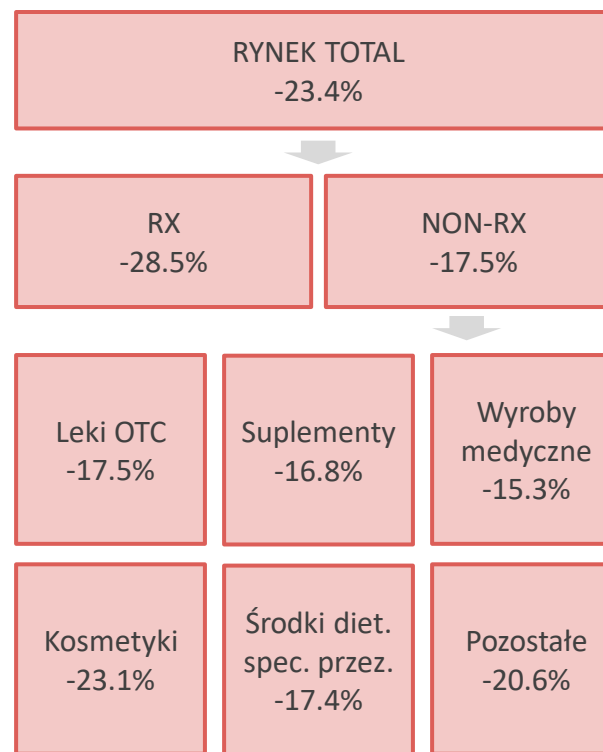 RYNEK TOTAL
-23.4%
RX
-28.5%
NON-RX
-17.5%
Leki OTC
-17.5%
Suplementy
-16.8%
Wyroby
medyczne
-15.3%
Kosmetyki
-23.1%
Środki diet.
spec. przez.
-17.4%
Pozostałe
-20.6%